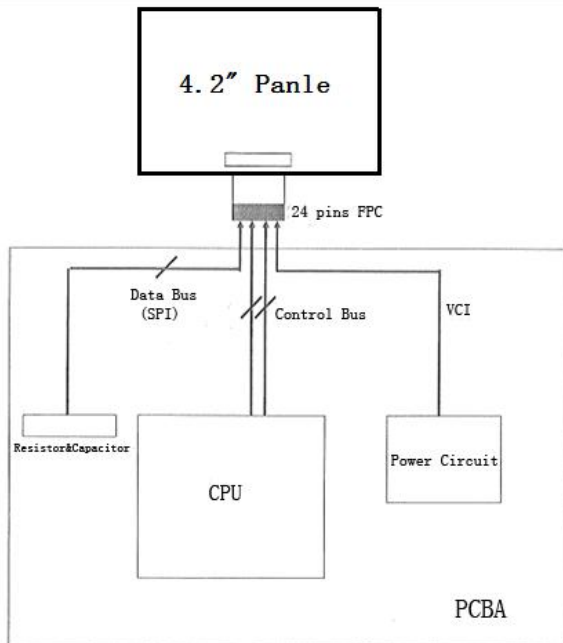 4.2" Panle
24 pins FPC
Data Bus
(SPI)
Control Bus
VCI
Resistor&Capacitor
Power Circuit
CPU
PCBA